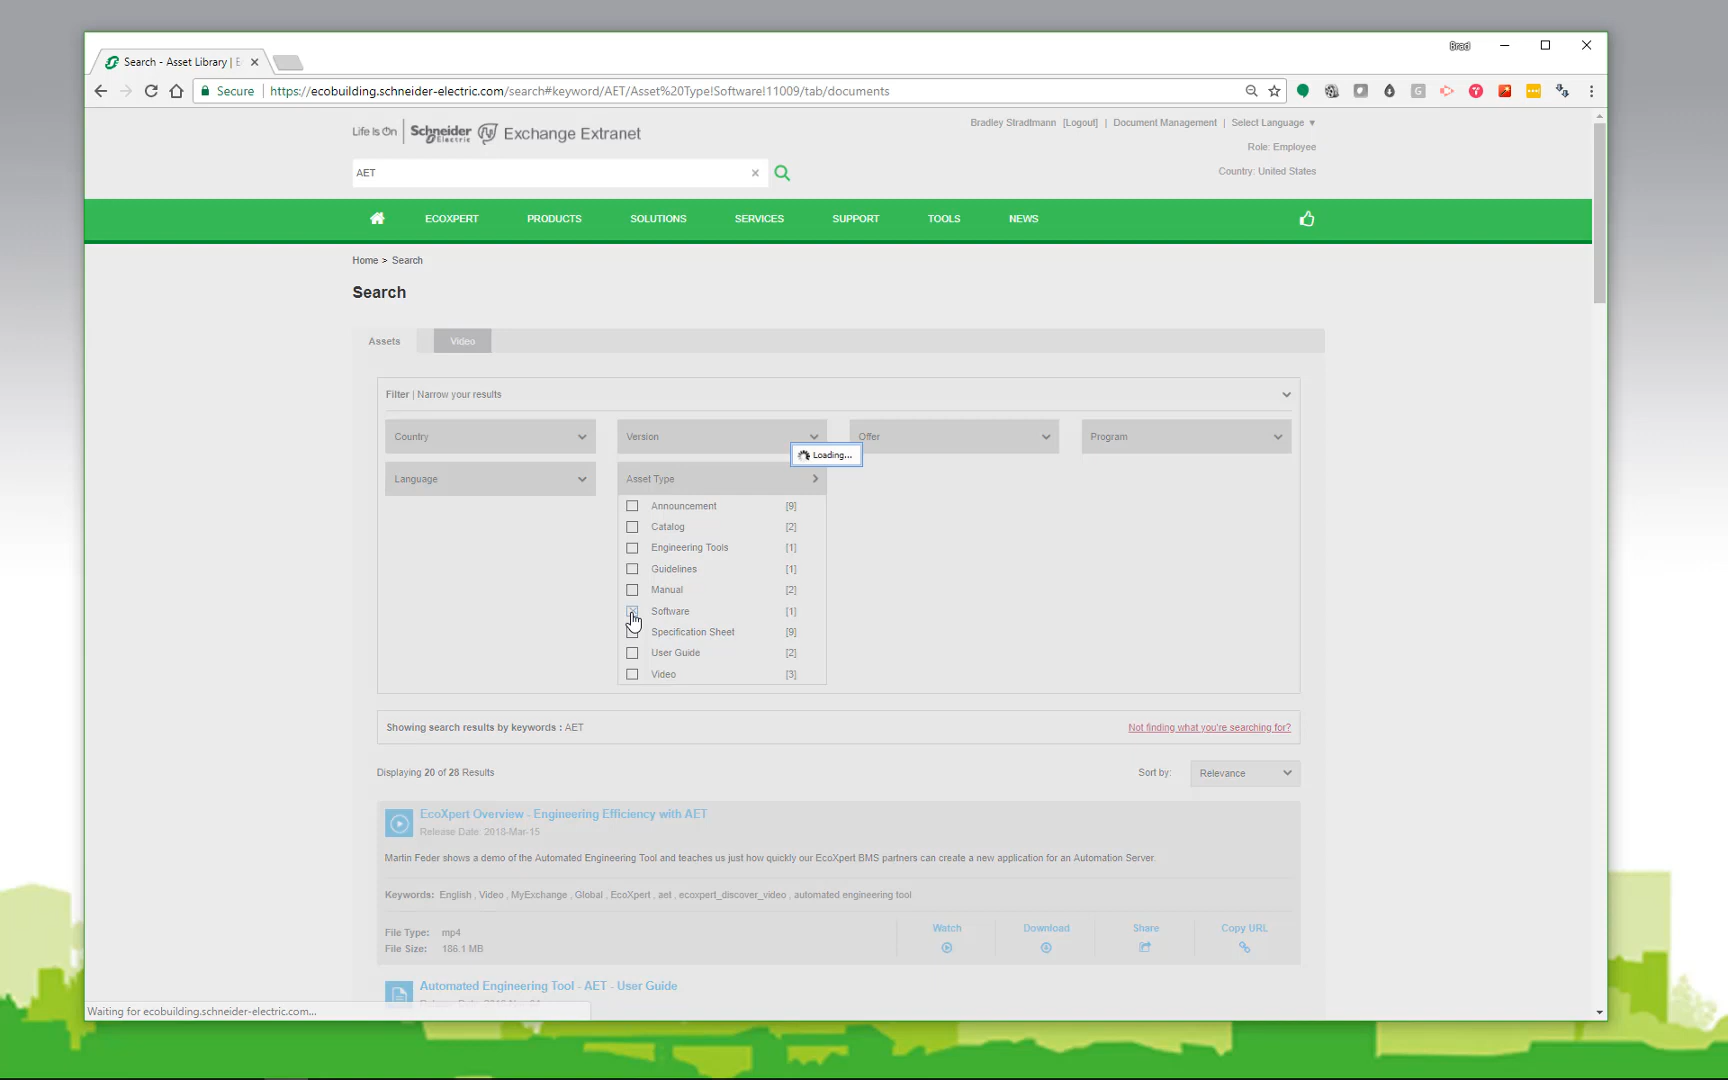 Brad
Search - Asset Library | E
Secure | https://ecobuilding.schneider-electric.com/search#keyword/AET/Asset%20Type!Software!11009/tab/documents
Life Is On | Schneider Electric Exchange Extranet
Bradley Stradtmann [Logout] | Document Management | Select Language ▼
Role: Employee
Country: United States
AET
ECOXPERT PRODUCTS SOLUTIONS SERVICES SUPPORT TOOLS NEWS
Home > Search
Search
Assets Video
Filter | Narrow your results
Country Version Offer Program
Loading...
Language Asset Type
Announcement [9]
Catalog [2]
Engineering Tools [1]
Guidelines [1]
Manual [2]
Software [1]
Specification Sheet [9]
User Guide [2]
Video [3]
Showing search results by keywords : AET Not finding what you're searching for?
Displaying 20 of 28 Results Sort by: Relevance
EcoXpert Overview - Engineering Efficiency with AET
Release Date: 2018-Mar-15
Martin Feder shows a demo of the Automated Engineering Tool and teaches us just how quickly our EcoXpert BMS partners can create a new application for an Automation Server.
Keywords: English , Video , MyExchange , Global , EcoXpert , aet , ecoxpert_discover_video , automated engineering tool
File Type: mp4 Watch Download Share Copy URL
File Size: 186.1 MB
Automated Engineering Tool - AET - User Guide
Waiting for ecobuilding.schneider-electric.com...